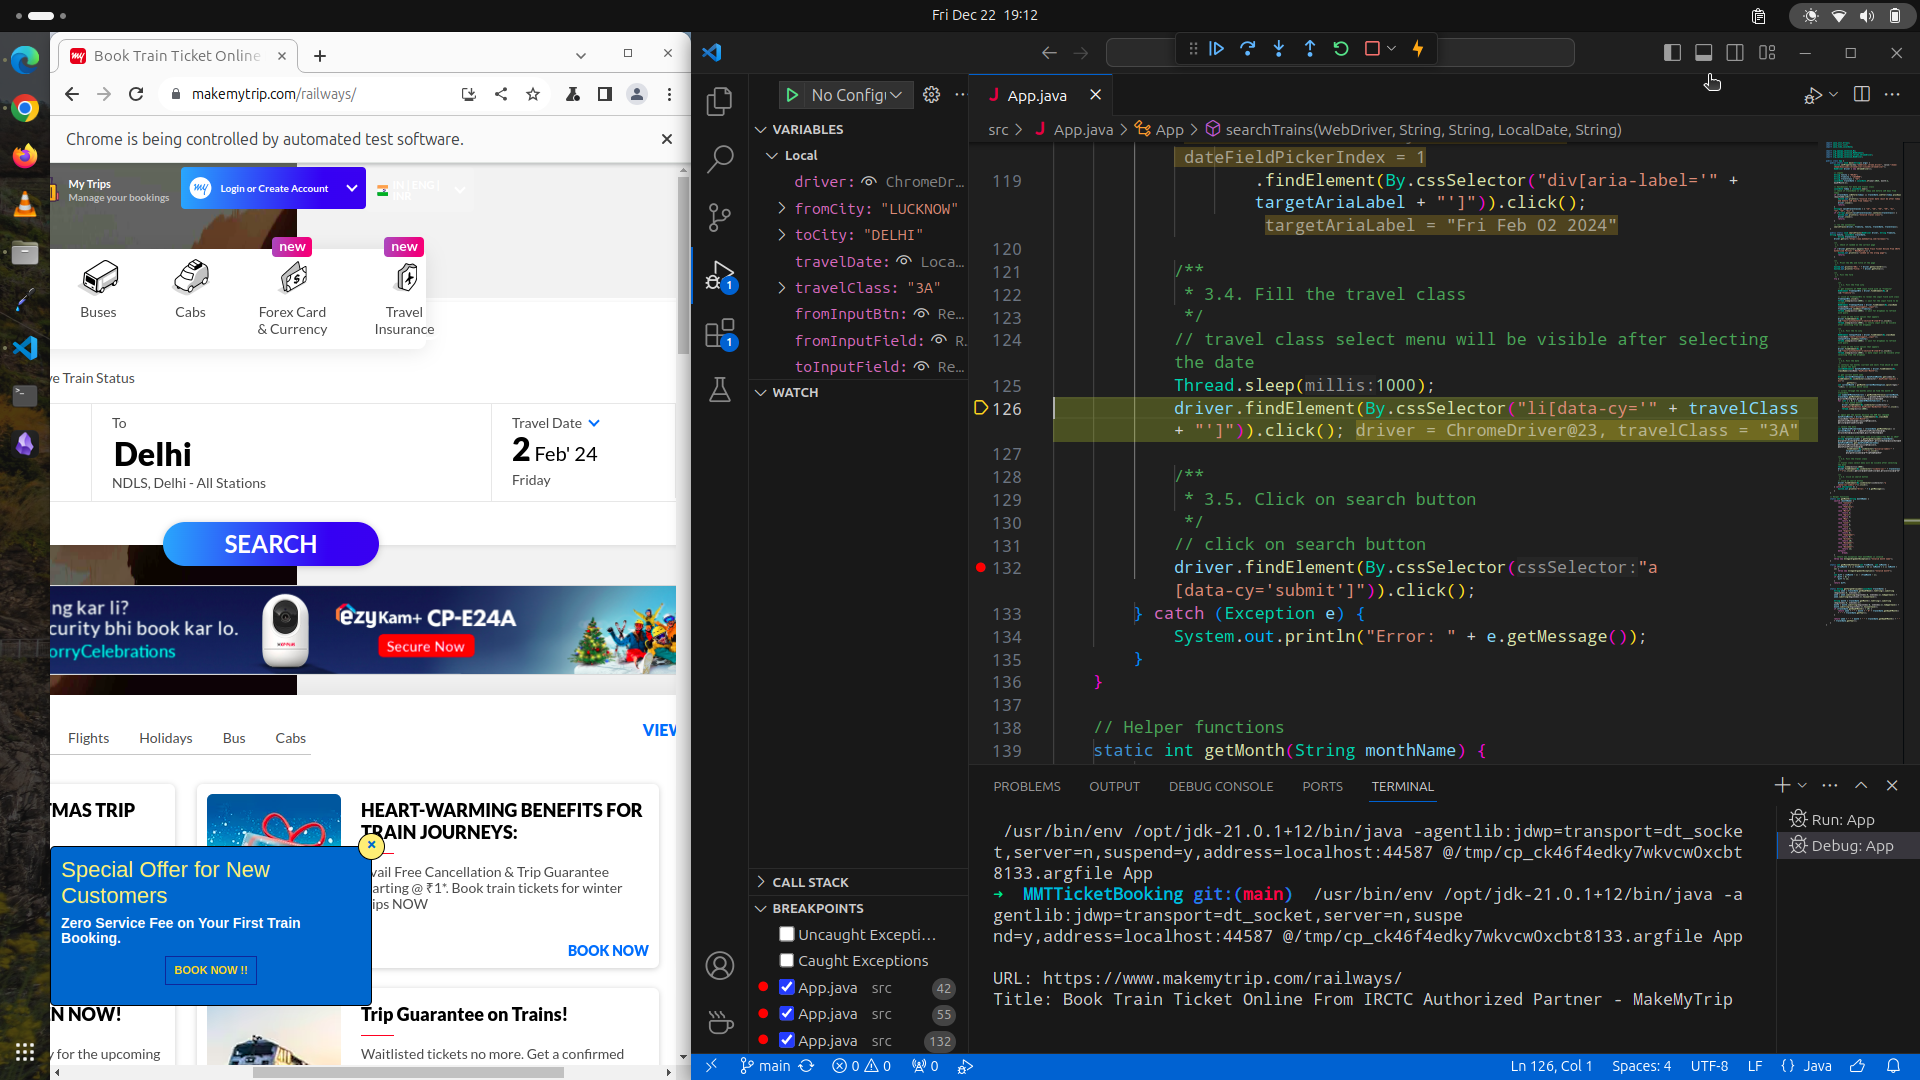 Fri Dec 22  19:12
Book Train Ticket Online
makemytrip.com/railways/
Chrome is being controlled by automated test software.
My Trips
Manage your bookings
my
Login or Create Account
IN | ENG |
INR
new
new
Buses
Cabs
Forex Card
& Currency
Travel
Insurance
ve Train Status
To
Delhi
NDLS, Delhi - All Stations
Travel Date
2 Feb' 24
Friday
SEARCH
ng kar li?
curity bhi book kar lo.
orryCelebrations
ezyKam+ CP-E24A
Secure Now
VIEW
Flights
Holidays
Bus
Cabs
TMAS TRIP
HEART-WARMING BENEFITS FOR
TRAIN JOURNEYS:
vail Free Cancellation & Trip Guarantee
arting @ ₹1*. Book train tickets for winter
ips NOW
BOOK NOW
Special Offer for New
Customers
Zero Service Fee on Your First Train
Booking.
BOOK NOW !!
N NOW!
y for the upcoming
Trip Guarantee on Trains!
Waitlisted tickets no more. Get a confirmed
No Config
VARIABLES
Local
driver: ChromeDr…
fromCity: "LUCKNOW"
toCity: "DELHI"
travelDate: Loca…
travelClass: "3A"
fromInputBtn: Re…
fromInputField: R…
toInputField: Re…
WATCH
CALL STACK
BREAKPOINTS
Uncaught Excepti…
Caught Exceptions
App.java src 42
App.java src 55
App.java src 132
1
1
J App.java
src > J App.java > App > searchTrains(WebDriver, String, String, LocalDate, String)
dateFieldPickerIndex = 1
119 .findElement(By.cssSelector("div[aria-label='" +
targetAriaLabel + "']")).click();
targetAriaLabel = "Fri Feb 02 2024"
120
121 /**
122 * 3.4. Fill the travel class
123 */
124 // travel class select menu will be visible after selecting
the date
125 Thread.sleep(millis:1000);
126 driver.findElement(By.cssSelector("li[data-cy='" + travelClass
+ "']")).click(); driver = ChromeDriver@23, travelClass = "3A"
127
128 /**
129 * 3.5. Click on search button
130 */
131 // click on search button
132 driver.findElement(By.cssSelector(cssSelector:"a
[data-cy='submit']")).click();
133 } catch (Exception e) {
134 System.out.println("Error: " + e.getMessage());
135 }
136 }
137
138 // Helper functions
139 static int getMonth(String monthName) {
PROBLEMS
OUTPUT
DEBUG CONSOLE
PORTS
TERMINAL
/usr/bin/env /opt/jdk-21.0.1+12/bin/java -agentlib:jdwp=transport=dt_socke
t,server=n,suspend=y,address=localhost:44587 @/tmp/cp_ck46f4edky7wkvcw0xcbt
8133.argfile App
➜  MMTTicketBooking git:(main)  /usr/bin/env /opt/jdk-21.0.1+12/bin/java -a
gentlib:jdwp=transport=dt_socket,server=n,suspe
nd=y,address=localhost:44587 @/tmp/cp_ck46f4edky7wkvcw0xcbt8133.argfile App
URL: https://www.makemytrip.com/railways/
Title: Book Train Ticket Online From IRCTC Authorized Partner - MakeMyTrip
Run: App
Debug: App
main
0
0
0
Ln 126, Col 1
Spaces: 4
UTF-8
LF
{ } Java